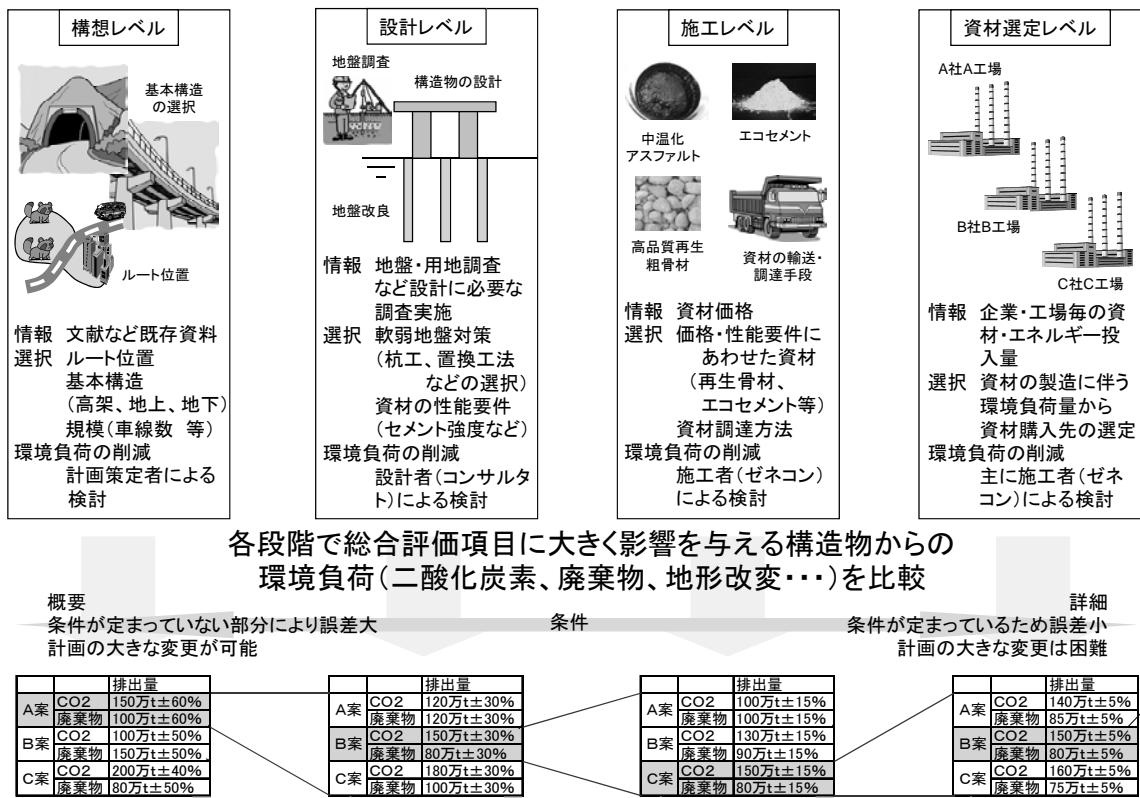 構想レベル
基本構造
の選択
ルート位置
情報 文献など既存資料
選択 ルート位置
基本構造
(高架、地上、地下)
規模(車線数 等)
環境負荷の削減
計画策定者による
検討
設計レベル
地盤調査
構造物の設計
地盤改良
情報 地盤・用地調査
など設計に必要な
調査実施
選択 軟弱地盤対策
(杭工、置換工法
などの選択)
資材の性能要件
(セメント強度など)
環境負荷の削減
設計者(コンサルタ
ト)による検討
施工レベル
中温化
アスファルト
エコセメント
高品質再生
粗骨材
資材の輸送・
調達手段
情報 資材価格
選択 価格・性能要件に
あわせた資材
(再生骨材、
エコセメント等)
資材調達方法
環境負荷の削減
施工者(ゼネコン)
による検討
資材選定レベル
A社A工場
B社B工場
C社C工場
情報 企業・工場毎の資
材・エネルギー投
入量
選択 資材の製造に伴う
環境負荷量から
資材購入先の選定
環境負荷の削減
主に施工者(ゼネ
コン)による検討
各段階で総合評価項目に大きく影響を与える構造物からの
環境負荷(二酸化炭素、廃棄物、地形改変・・・)を比較
概要
条件が定まっていない部分により誤差大
計画の大きな変更が可能
条件
詳細
条件が定まっているため誤差小
計画の大きな変更は困難
排出量
A案 CO2 150万t±60%
廃棄物 100万t±60%
B案 CO2 100万t±50%
廃棄物 150万t±50%
C案 CO2 200万t±40%
廃棄物 80万t±50%
排出量
A案 CO2 120万t±30%
廃棄物 120万t±30%
B案 CO2 150万t±30%
廃棄物 80万t±30%
C案 CO2 180万t±30%
廃棄物 100万t±30%
排出量
A案 CO2 100万t±15%
廃棄物 100万t±15%
B案 CO2 130万t±15%
廃棄物 90万t±15%
C案 CO2 150万t±15%
廃棄物 80万t±15%
排出量
A案 CO2 140万t±5%
廃棄物 85万t±5%
B案 CO2 150万t±5%
廃棄物 80万t±5%
C案 CO2 160万t±5%
廃棄物 75万t±5%